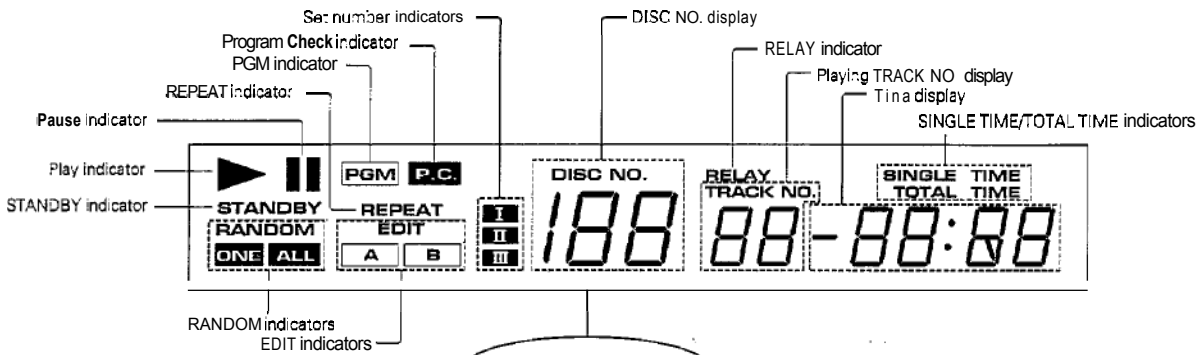 Set number indicators
DISC NO. display
Program Check indicator
RELAY indicator
PGM indicator
Playing TRACK NO display
REPEAT indicator
Tina display
SINGLE TIME/TOTAL TIME indicators
Pause Indicator
Play indicator
STANDBY indicator
PGM P.C.
DISC NO.
RELAY
SINGLE TIME
TRACK NO.
TOTAL TIME
STANDBY REPEAT
RANDOM EDIT
ONE ALL A B
I
II
III
188 88 -88:88
RANDOM indicators
EDIT indicators